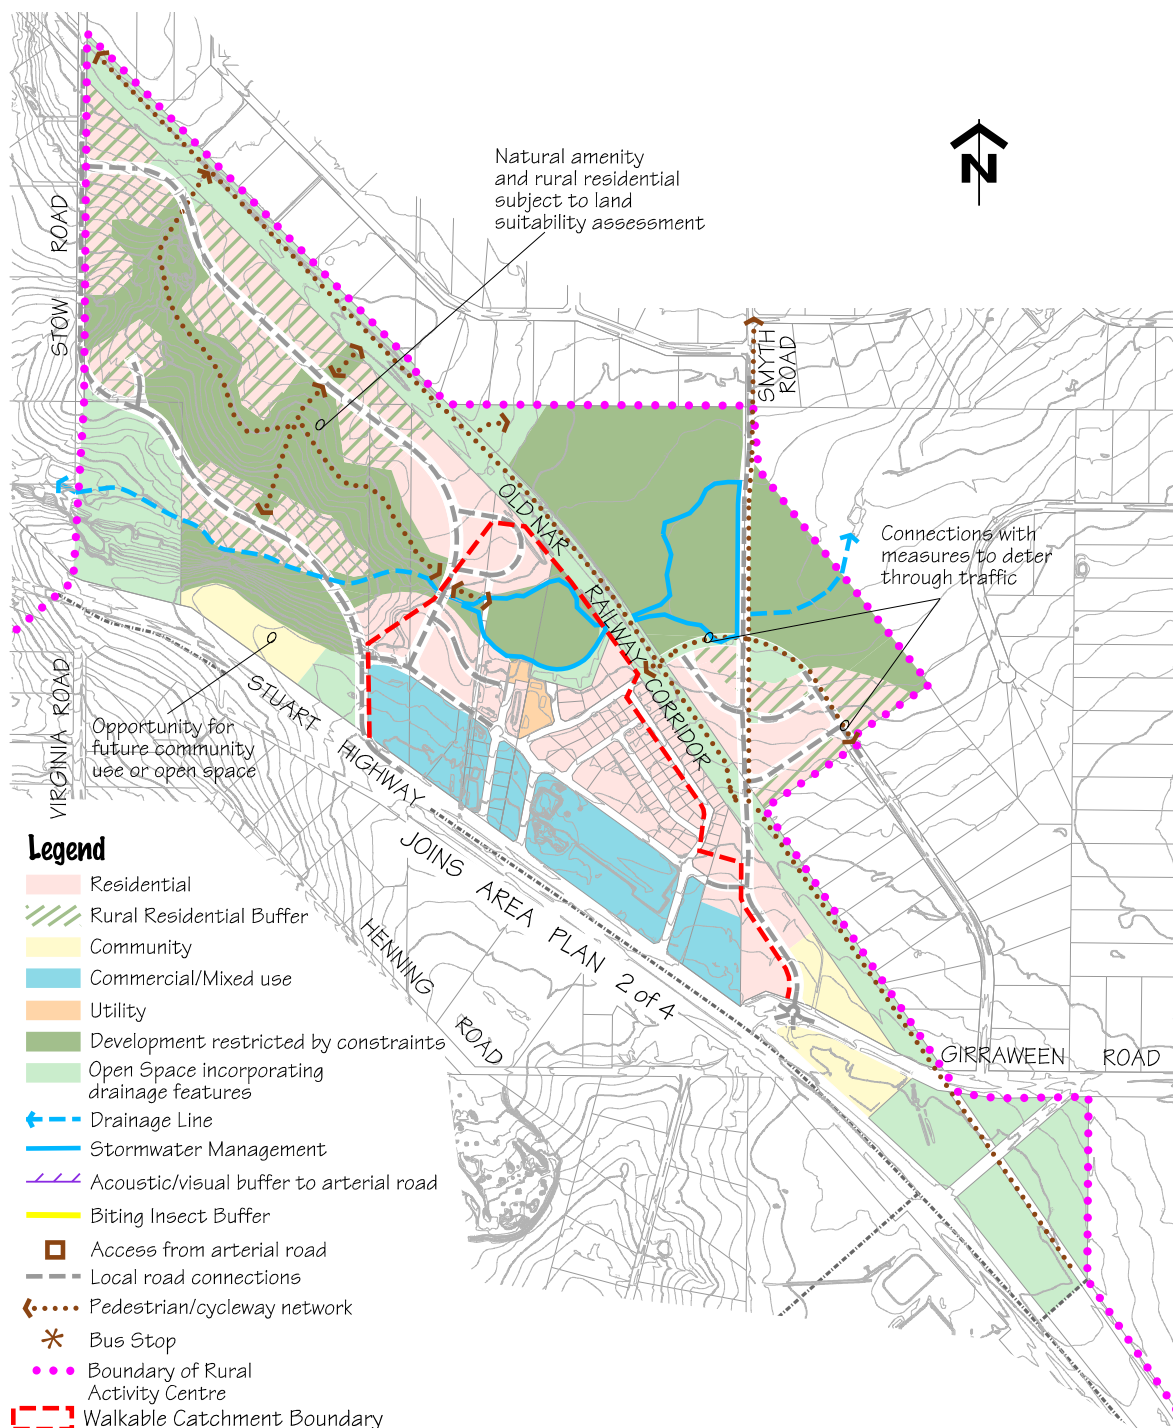 Natural amenity
and rural residential
subject to land
suitability assessment
N
STOW ROAD
SMYTH
ROAD
OLD NAR RAILWAY CORRIDOR
Connections with
measures to deter
through traffic
VIRGINIA ROAD
Opportunity for
future community
use or open space
STUART HIGHWAY
JOINS AREA PLAN 2 of 4
HENNING ROAD
GIRRAWEEN ROAD
Legend
Residential
Rural Residential Buffer
Community
Commercial/Mixed use
Utility
Development restricted by constraints
Open Space incorporating
drainage features
Drainage Line
Stormwater Management
Acoustic/visual buffer to arterial road
Biting Insect Buffer
Access from arterial road
Local road connections
Pedestrian/cycleway network
Bus Stop
Boundary of Rural
Activity Centre
Walkable Catchment Boundary